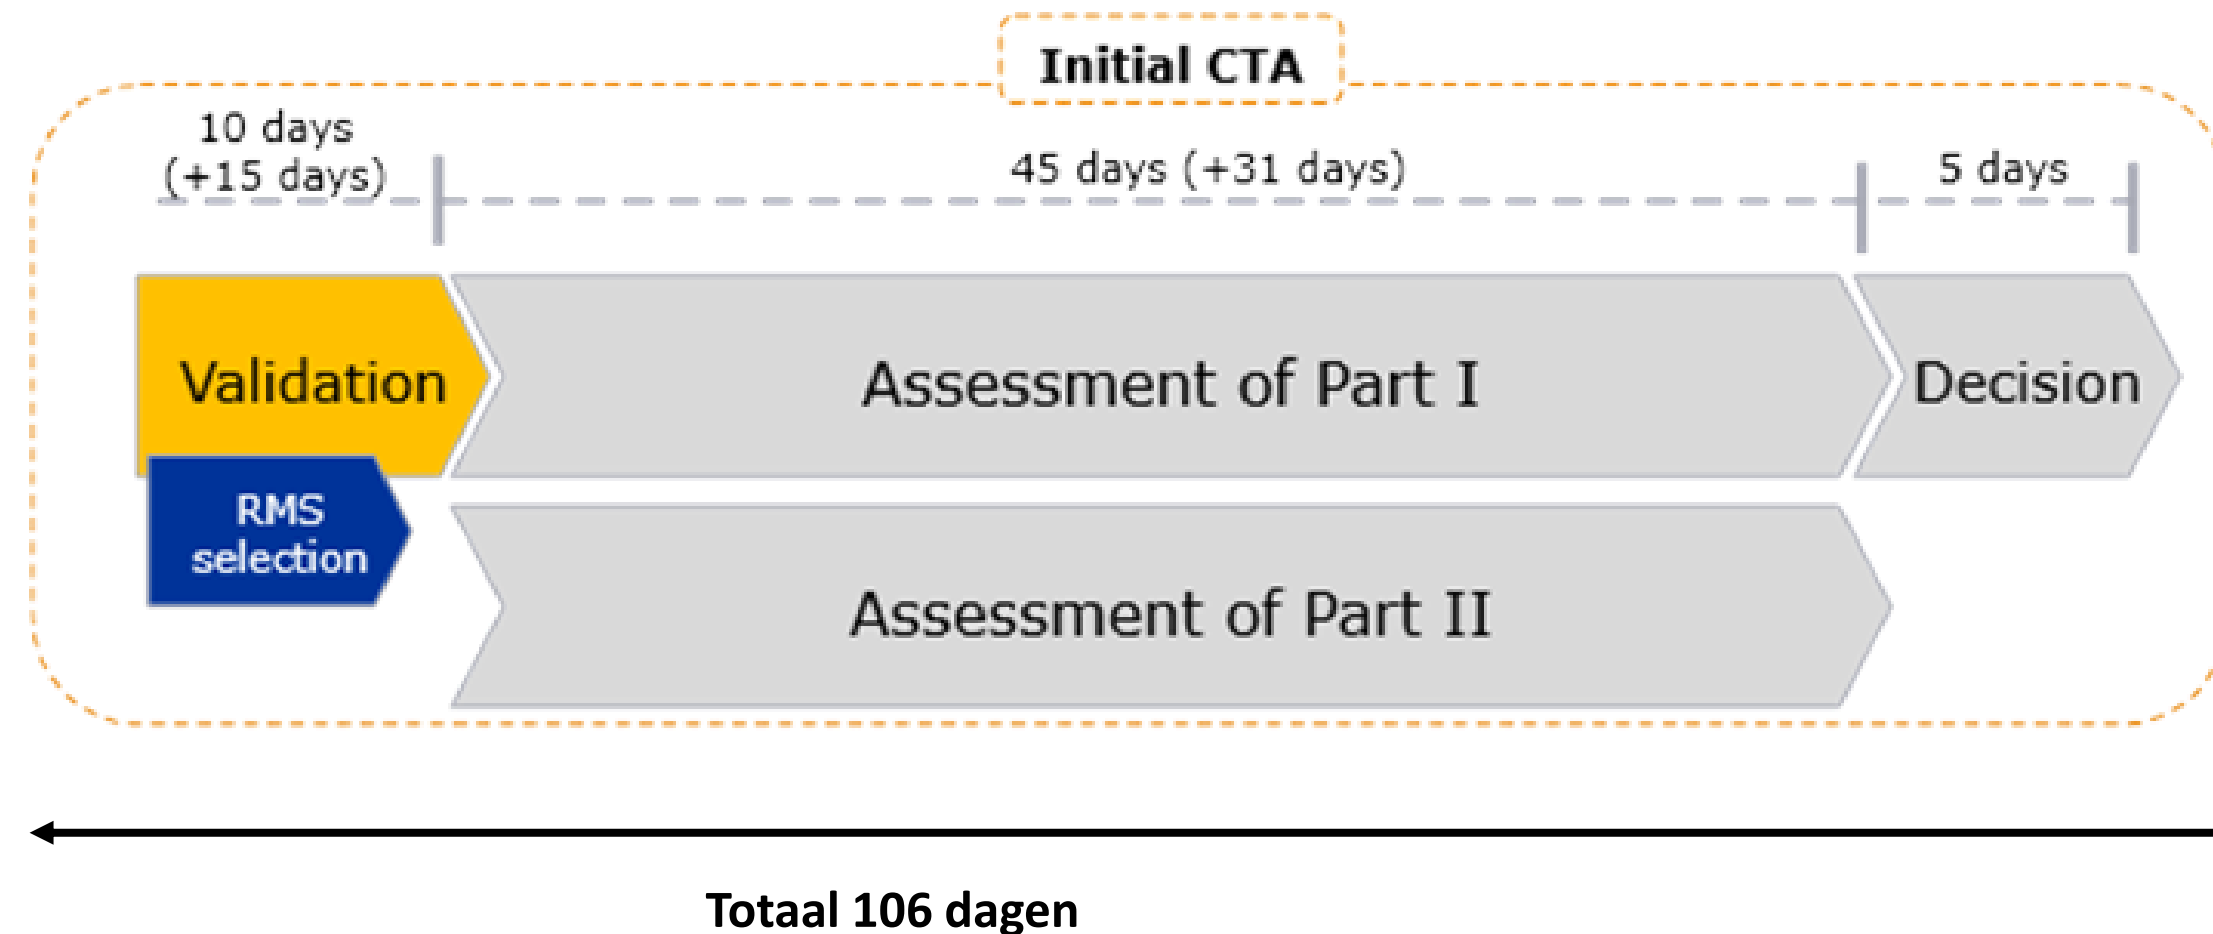 Initial CTA
10 days
(+15 days)
45 days (+31 days)
5 days
Validation
Assessment of Part I
Decision
RMS
selection
Assessment of Part II
Totaal 106 dagen